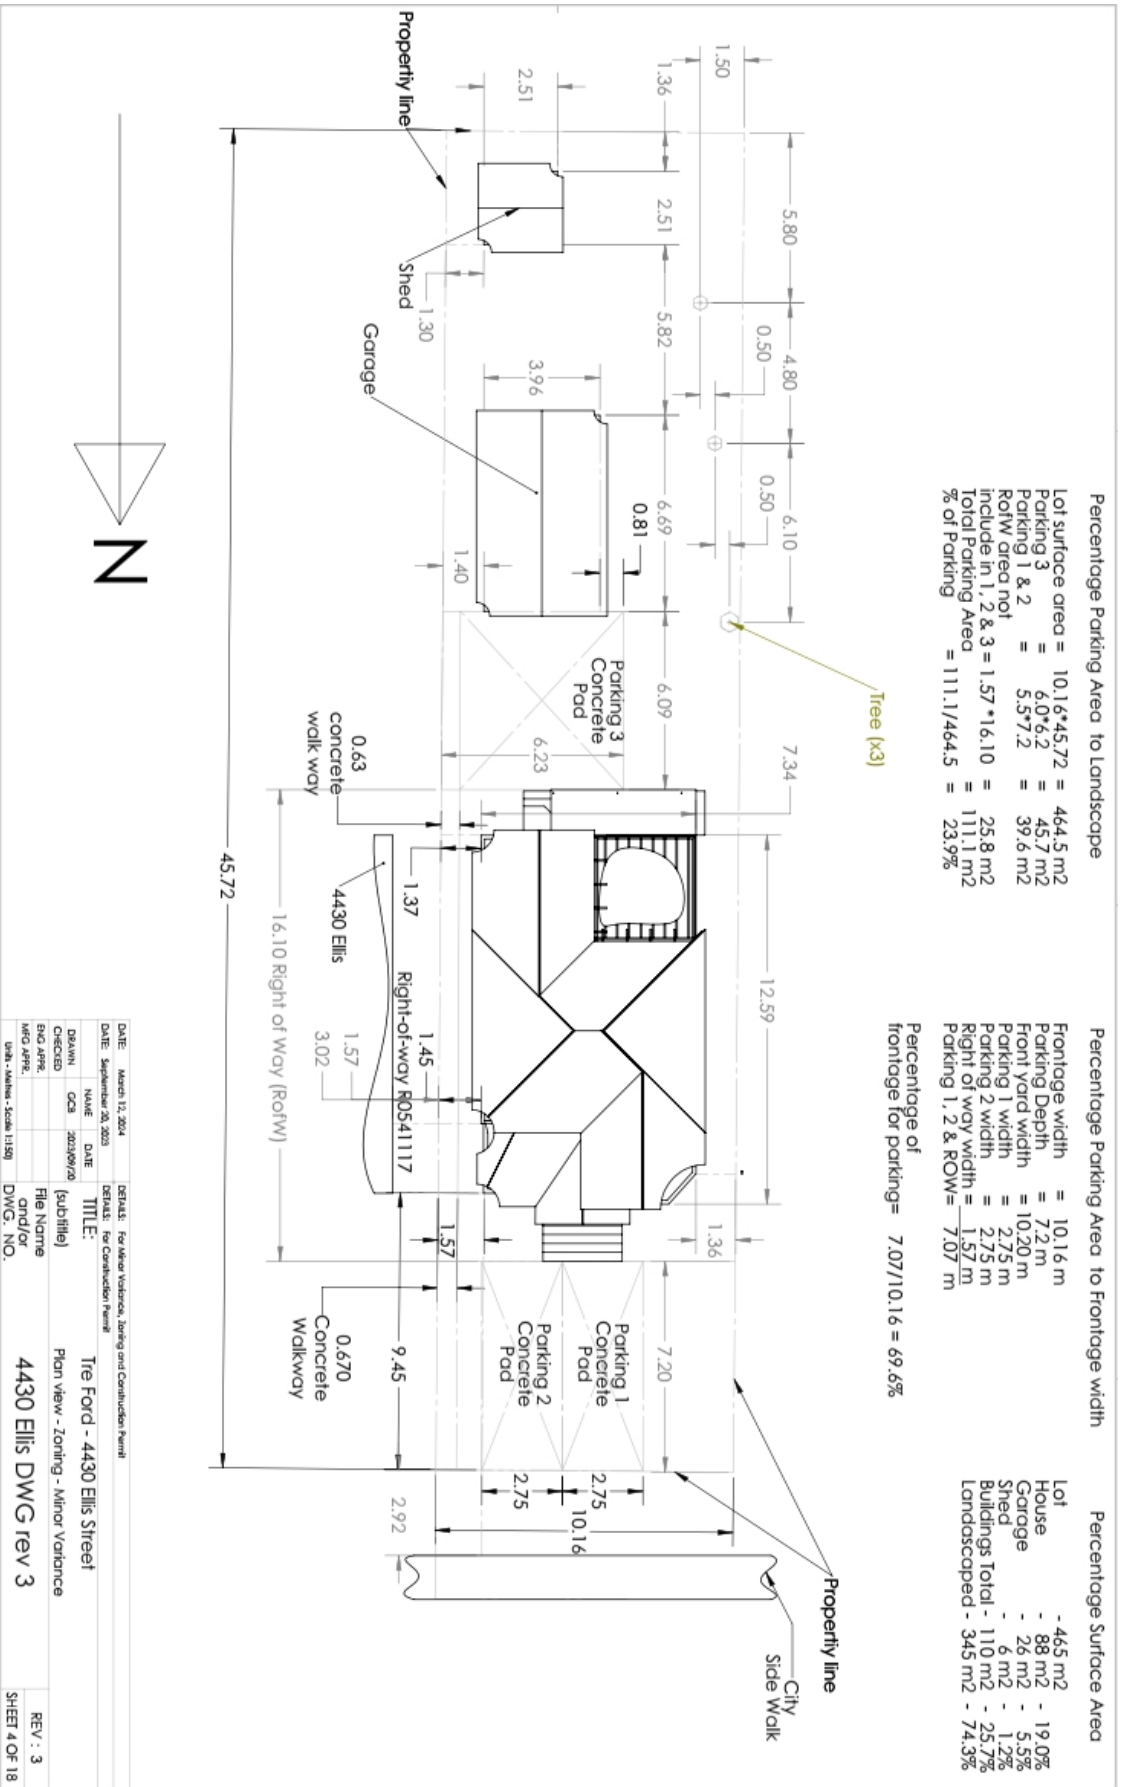 Percentage Parking Area to Landscape
Lot surface area = 10.16*45.72 = 464.5 m2
Parking 3 = 6.0*6.2 = 45.7 m2
Parking 1 & 2 = 5.5*7.2 = 39.6 m2
RofW area not
include in 1, 2 & 3 = 1.57 *16.10 = 25.8 m2
Total Parking Area = 111.1 m2
% of Parking = 111.1/464.5 = 23.9%
Percentage Parking Area to Frontage width
Frontage width = 10.16 m
Parking Depth = 7.2 m
Front yard width = 10.20 m
Parking 1 width = 2.75 m
Parking 2 width = 2.75 m
Right of way width = 1.57 m
Parking 1, 2 & ROW= 7.07 m
Percentage of
frontage for parking= 7.07/10.16 = 69.6%
Percentage Surface Area
Lot - 465 m2
House - 88 m2 - 19.0%
Garage - 26 m2 - 5.5%
Shed - 6 m2 - 1.2%
Buildings Total - 110 m2 - 25.7%
Landscaped - 345 m2 - 74.3%
1.50
5.80
4.80
6.10
0.50
0.50
Tree (x3)
1.36
2.51
5.82
6.69
6.09
7.34
12.59
1.36
7.20
Propertiy line
City
Side Walk
2.51
Propertiy line
Shed
1.30
3.96
Garage
0.81
1.40
Parking 3
Concrete
Pad
6.23
0.63
concrete
walk way
1.37
4430 Ellis
Right-of-way R0541117
1.45
1.57
3.02
1.57
Parking 1
Concrete
Pad
Parking 2
Concrete
Pad
0.670
Concrete
Walkway
9.45
2.75
2.75
10.16
2.92
16.10 Right of Way (RofW)
45.72
N
DATE: March 12, 2024
DETAILS: For Minor Variance, Zoning and Construction Permit
DATE: September 20, 2023
DETAILS: For Construction Permit
NAME DATE
DRAWN GCB 2023/09/20
CHECKED
ENG APPR.
MFG APPR.
Units - Metres - Scale 1:150)
TITLE: Tre Ford - 4430 Ellis Street
(subtitle) Plan view - Zoning - Minor Variance
File Name
and/or
DWG. NO.
4430 Ellis DWG rev 3
REV : 3
SHEET 4 OF 18